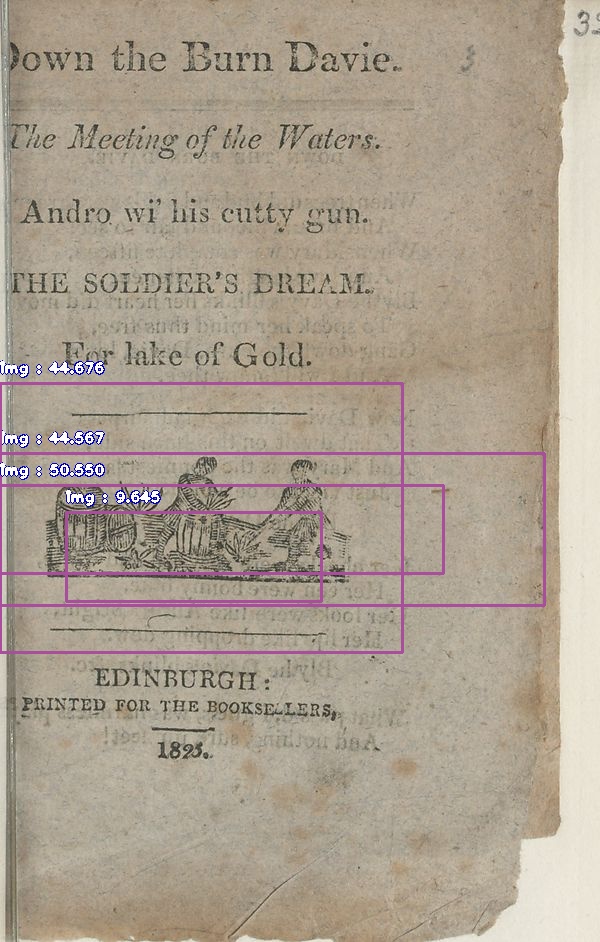 Down the Burn Davie.
3
The Meeting of the Waters.
Andro wi' his cutty gun.
THE SOLDIER'S DREAM.
For lake of Gold.
img : 44.676
img : 44.567
img : 50.550
img : 9.645
EDINBURGH:
PRINTED FOR THE BOOKSELLERS,
1825.